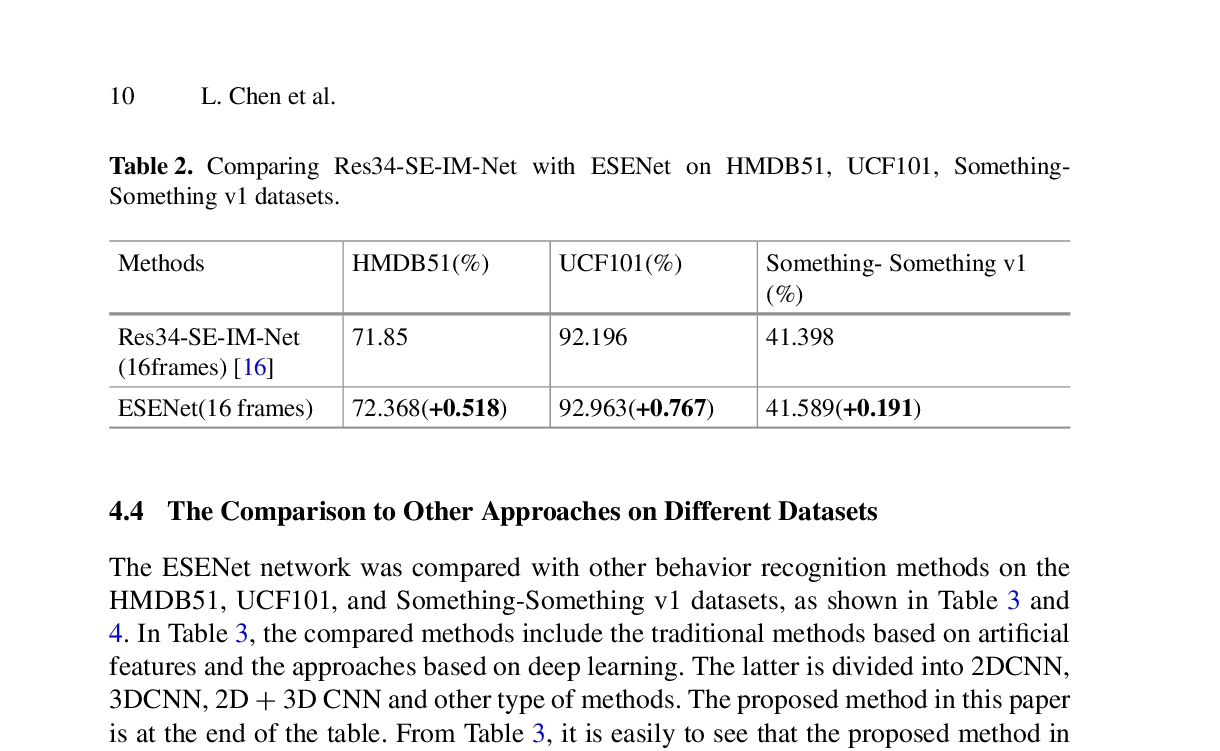 10 L. Chen et al.
Table 2. Comparing Res34-SE-IM-Net with ESENet on HMDB51, UCF101, Something-
Something v1 datasets.
Methods HMDB51(%) UCF101(%) Something- Something v1
(%)
Res34-SE-IM-Net 71.85 92.196 41.398
(16frames) [16]
ESENet(16 frames) 72.368(+0.518) 92.963(+0.767) 41.589(+0.191)
4.4 The Comparison to Other Approaches on Different Datasets
The ESENet network was compared with other behavior recognition methods on the
HMDB51, UCF101, and Something-Something v1 datasets, as shown in Table 3 and
4. In Table 3, the compared methods include the traditional methods based on artificial
features and the approaches based on deep learning. The latter is divided into 2DCNN,
3DCNN, 2D + 3D CNN and other type of methods. The proposed method in this paper
is at the end of the table. From Table 3, it is easily to see that the proposed method in